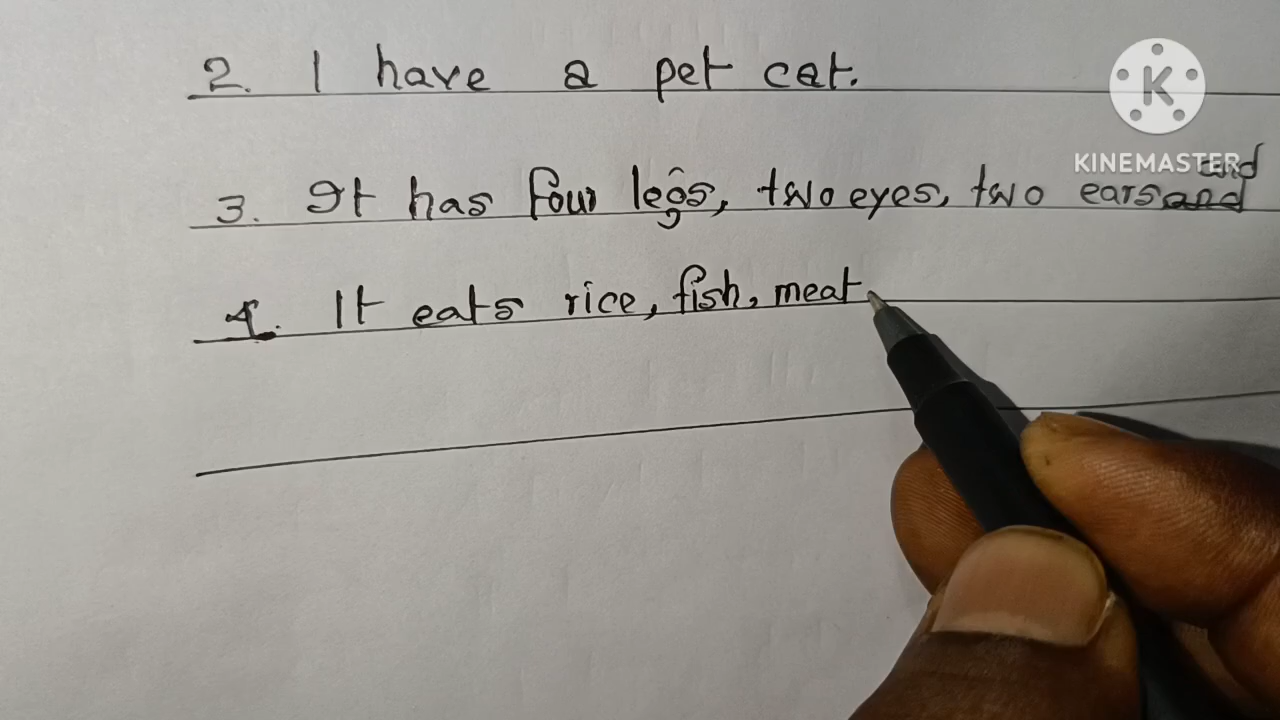 2. I have a pet cat.
KINEMASTER
3. It has four legs, two eyes, two ears and
4. It eats rice, fish, meat